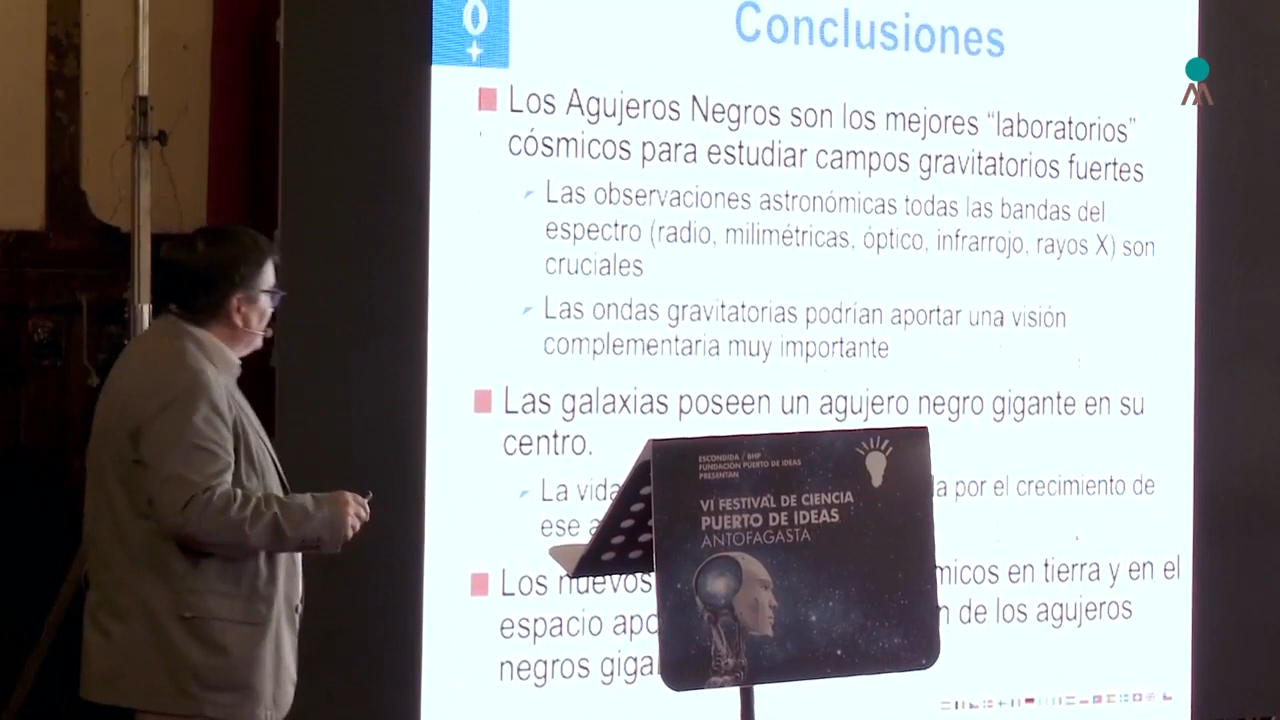 Conclusiones
Los Agujeros Negros son los mejores “laboratorios”
cósmicos para estudiar campos gravitatorios fuertes
Las observaciones astronómicas todas las bandas del
espectro (radio, milimétricas, óptico, infrarrojo, rayos X) son
cruciales
Las ondas gravitatorias podrían aportar una visión
complementaria muy importante
Las galaxias poseen un agujero negro gigante en su
centro.
La vida
por el crecimiento de
ese
Los nuevos
en tierra y en el
espacio
de los agujeros
negros
ESCONDIDA / BHP
FUNDACIÓN PUERTO DE IDEAS
PRESENTAN
VI FESTIVAL DE CIENCIA
PUERTO DE IDEAS
ANTOFAGASTA